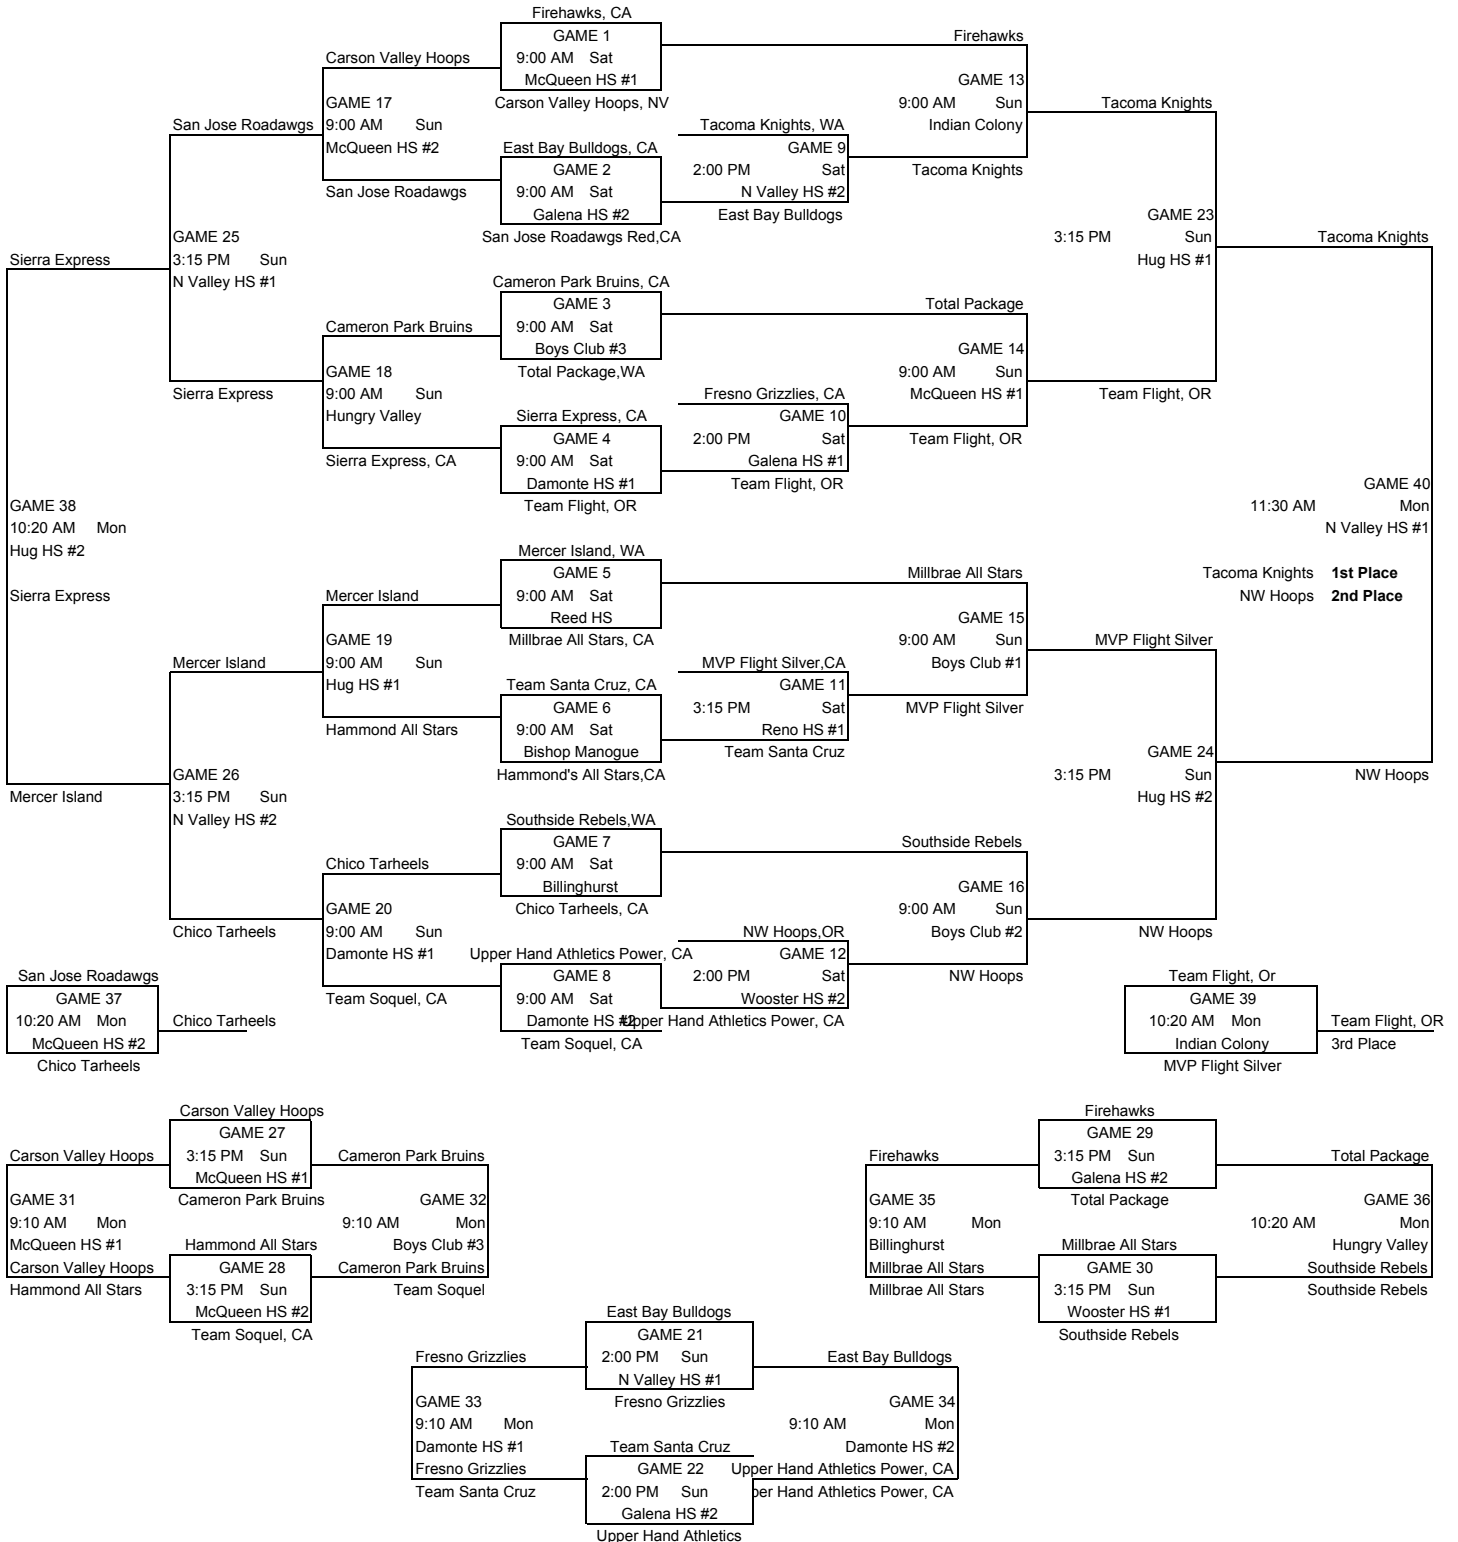 Firehawks, CA
GAME 1
Firehawks
Carson Valley Hoops
9:00 AM Sat
McQueen HS #1
GAME 13
GAME 17
Carson Valley Hoops, NV
9:00 AM Sun
Tacoma Knights
San Jose Roadawgs
9:00 AM Sun
Tacoma Knights, WA
Indian Colony
McQueen HS #2
East Bay Bulldogs, CA
GAME 9
GAME 2
2:00 PM Sat
Tacoma Knights
San Jose Roadawgs
9:00 AM Sat
N Valley HS #2
Galena HS #2
East Bay Bulldogs
GAME 23
GAME 25
San Jose Roadawgs Red,CA
3:15 PM Sun
Tacoma Knights
Sierra Express
3:15 PM Sun
Hug HS #1
N Valley HS #1
Cameron Park Bruins, CA
GAME 3
Total Package
Cameron Park Bruins
9:00 AM Sat
Boys Club #3
GAME 14
GAME 18
Total Package,WA
9:00 AM Sun
Sierra Express
9:00 AM Sun
Fresno Grizzlies, CA
McQueen HS #1
Team Flight, OR
Hungry Valley
Sierra Express, CA
GAME 10
GAME 4
2:00 PM Sat
Team Flight, OR
Sierra Express, CA
9:00 AM Sat
Galena HS #1
Damonte HS #1
Team Flight, OR
GAME 40
GAME 38
Team Flight, OR
11:30 AM Mon
10:20 AM Mon
N Valley HS #1
Hug HS #2
Mercer Island, WA
GAME 5
Millbrae All Stars
Tacoma Knights 1st Place
Sierra Express
Mercer Island
9:00 AM Sat
NW Hoops 2nd Place
Reed HS
GAME 15
GAME 19
Millbrae All Stars, CA
9:00 AM Sun
MVP Flight Silver
Mercer Island
9:00 AM Sun
MVP Flight Silver,CA
Boys Club #1
Hug HS #1
Team Santa Cruz, CA
GAME 11
GAME 6
3:15 PM Sat
MVP Flight Silver
Hammond All Stars
9:00 AM Sat
Reno HS #1
Bishop Manogue
Team Santa Cruz
GAME 24
GAME 26
Hammond's All Stars,CA
3:15 PM Sun
NW Hoops
Mercer Island
3:15 PM Sun
Hug HS #2
N Valley HS #2
Southside Rebels,WA
GAME 7
Southside Rebels
Chico Tarheels
9:00 AM Sat
Billinghurst
GAME 16
GAME 20
Chico Tarheels, CA
9:00 AM Sun
Chico Tarheels
9:00 AM Sun
NW Hoops,OR
Boys Club #2
NW Hoops
Damonte HS #1
Upper Hand Athletics Power, CA
GAME 12
San Jose Roadawgs
GAME 8
2:00 PM Sat
NW Hoops
Team Flight, Or
GAME 37
Team Soquel, CA
9:00 AM Sat
Wooster HS #2
GAME 39
10:20 AM Mon
Chico Tarheels
Damonte HS #2
Upper Hand Athletics Power, CA
10:20 AM Mon
Team Flight, OR
McQueen HS #2
Team Soquel, CA
Indian Colony
3rd Place
Chico Tarheels
MVP Flight Silver
Carson Valley Hoops
Firehawks
GAME 27
GAME 29
Carson Valley Hoops
3:15 PM Sun
Cameron Park Bruins
Firehawks
3:15 PM Sun
Total Package
McQueen HS #1
Galena HS #2
GAME 31
Cameron Park Bruins
GAME 32
GAME 35
Total Package
GAME 36
9:10 AM Mon
9:10 AM Mon
9:10 AM Mon
10:20 AM Mon
McQueen HS #1
Hammond All Stars
Boys Club #3
Billinghurst
Millbrae All Stars
Hungry Valley
Carson Valley Hoops
GAME 28
Cameron Park Bruins
Millbrae All Stars
GAME 30
Southside Rebels
Hammond All Stars
3:15 PM Sun
Team Soquel
Millbrae All Stars
3:15 PM Sun
Southside Rebels
McQueen HS #2
Wooster HS #1
Team Soquel, CA
Southside Rebels
East Bay Bulldogs
GAME 21
Fresno Grizzlies
2:00 PM Sun
East Bay Bulldogs
N Valley HS #1
GAME 33
Fresno Grizzlies
GAME 34
9:10 AM Mon
9:10 AM Mon
Damonte HS #1
Team Santa Cruz
Damonte HS #2
Fresno Grizzlies
GAME 22
Upper Hand Athletics Power, CA
Team Santa Cruz
2:00 PM Sun
per Hand Athletics Power, CA
Galena HS #2
Upper Hand Athletics